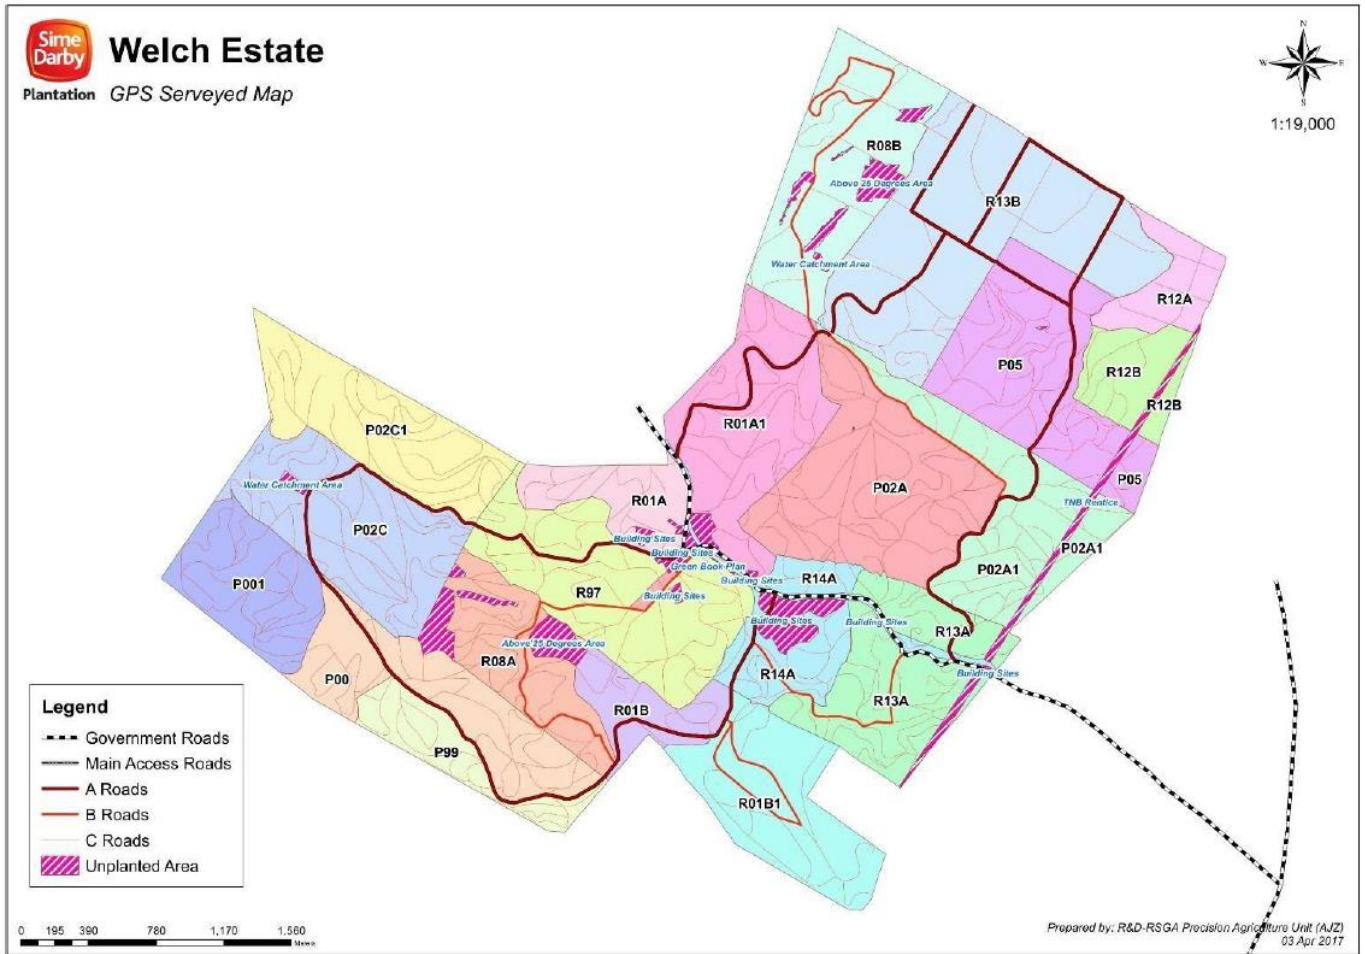 Sime
Darby
Plantation
Welch Estate
GPS Serveyed Map
N
W
E
S
1:19,000
R08B
Above 25 Degrees Area
R13B
Water Catchment Area
R12A
P05
R12B
R12B
R01A1
P02C1
P05
P02A
R01A
Water Catchment Area
TNB Rentice
P02C
Building Sites
Building Sites
P02A1
Green Book Plan
P02A1
Building Sites
R14A
P001
R97
Building Sites
Building Sites
Building Sites
R13A
Above 25 Degrees Area
R08A
Building Sites
R14A
P00
R13A
R01B
P99
R01B1
Legend
Government Roads
Main Access Roads
A Roads
B Roads
C Roads
Unplanted Area
0 195 390 780 1,170 1,560
Meters
Prepared by: R&D-RSGA Precision Agriculture Unit (AJZ)
03 Apr 2017